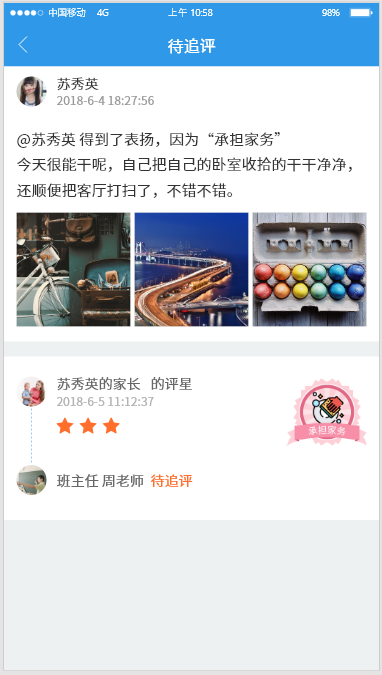 中国移动 4G 上午 10:58 98%
待追评
苏秀英
2018-6-4 18:27:56
@苏秀英 得到了表扬，因为“承担家务”
今天很能干呢，自己把自己的卧室收拾的干干净净，
还顺便把客厅打扫了，不错不错。
苏秀英的家长 的评星
2018-6-5 11:12:37
承担家务
班主任 周老师 待追评